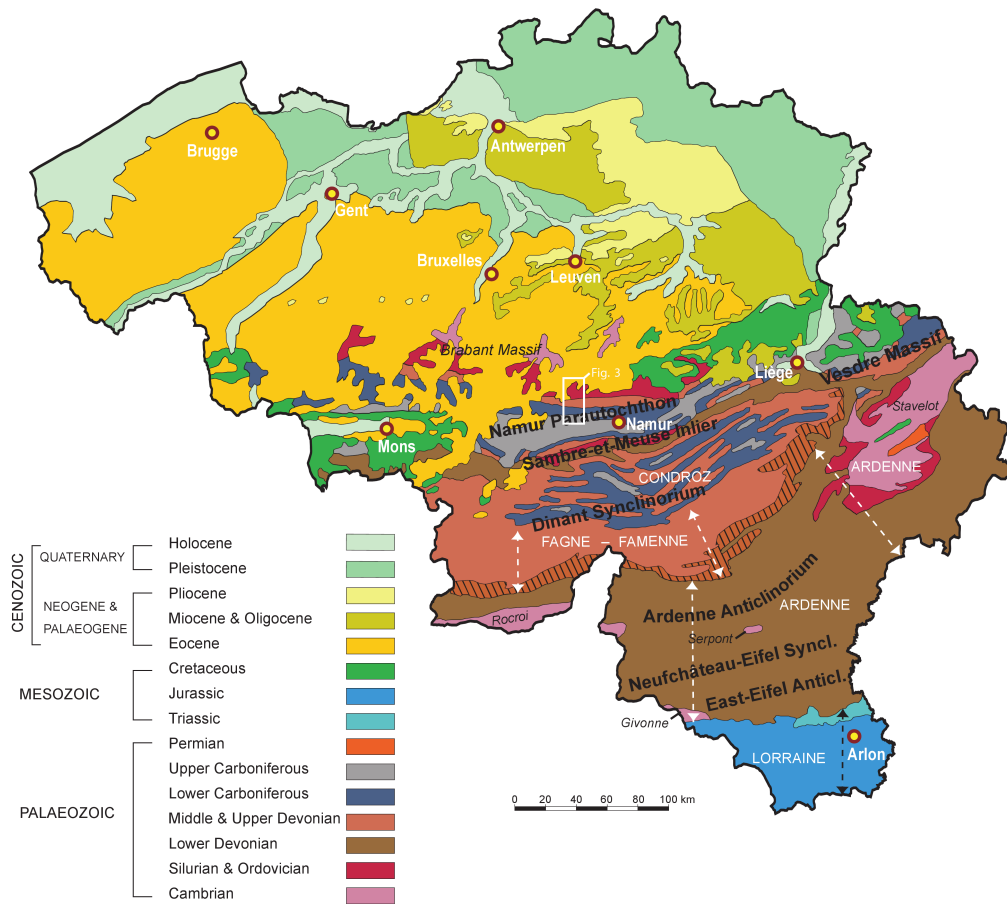 Brugge
Antwerpen
Gent
Bruxelles
Leuven
Brabant Massif
Fig. 3
Liége
Vesdre Massif
Namur Parautochthon
Namur
Stavelot
Mons
Sambre-et-Meuse Inlier
CONDROZ
ARDENNE
Dinant Synclinorium
FAGNE – FAMENNE
Rocroi
Ardenne Anticlinorium
ARDENNE
Serpont
Neufchâteau-Eifel Syncl.
East-Eifel Anticl.
Givonne
LORRAINE
Arlon
0 20 40 60 80 100 km
CENOZOIC
QUATERNARY
Holocene
Pleistocene
NEOGENE &
PALAEOGENE
Pliocene
Miocene & Oligocene
Eocene
MESOZOIC
Cretaceous
Jurassic
Triassic
PALAEOZOIC
Permian
Upper Carboniferous
Lower Carboniferous
Middle & Upper Devonian
Lower Devonian
Silurian & Ordovician
Cambrian